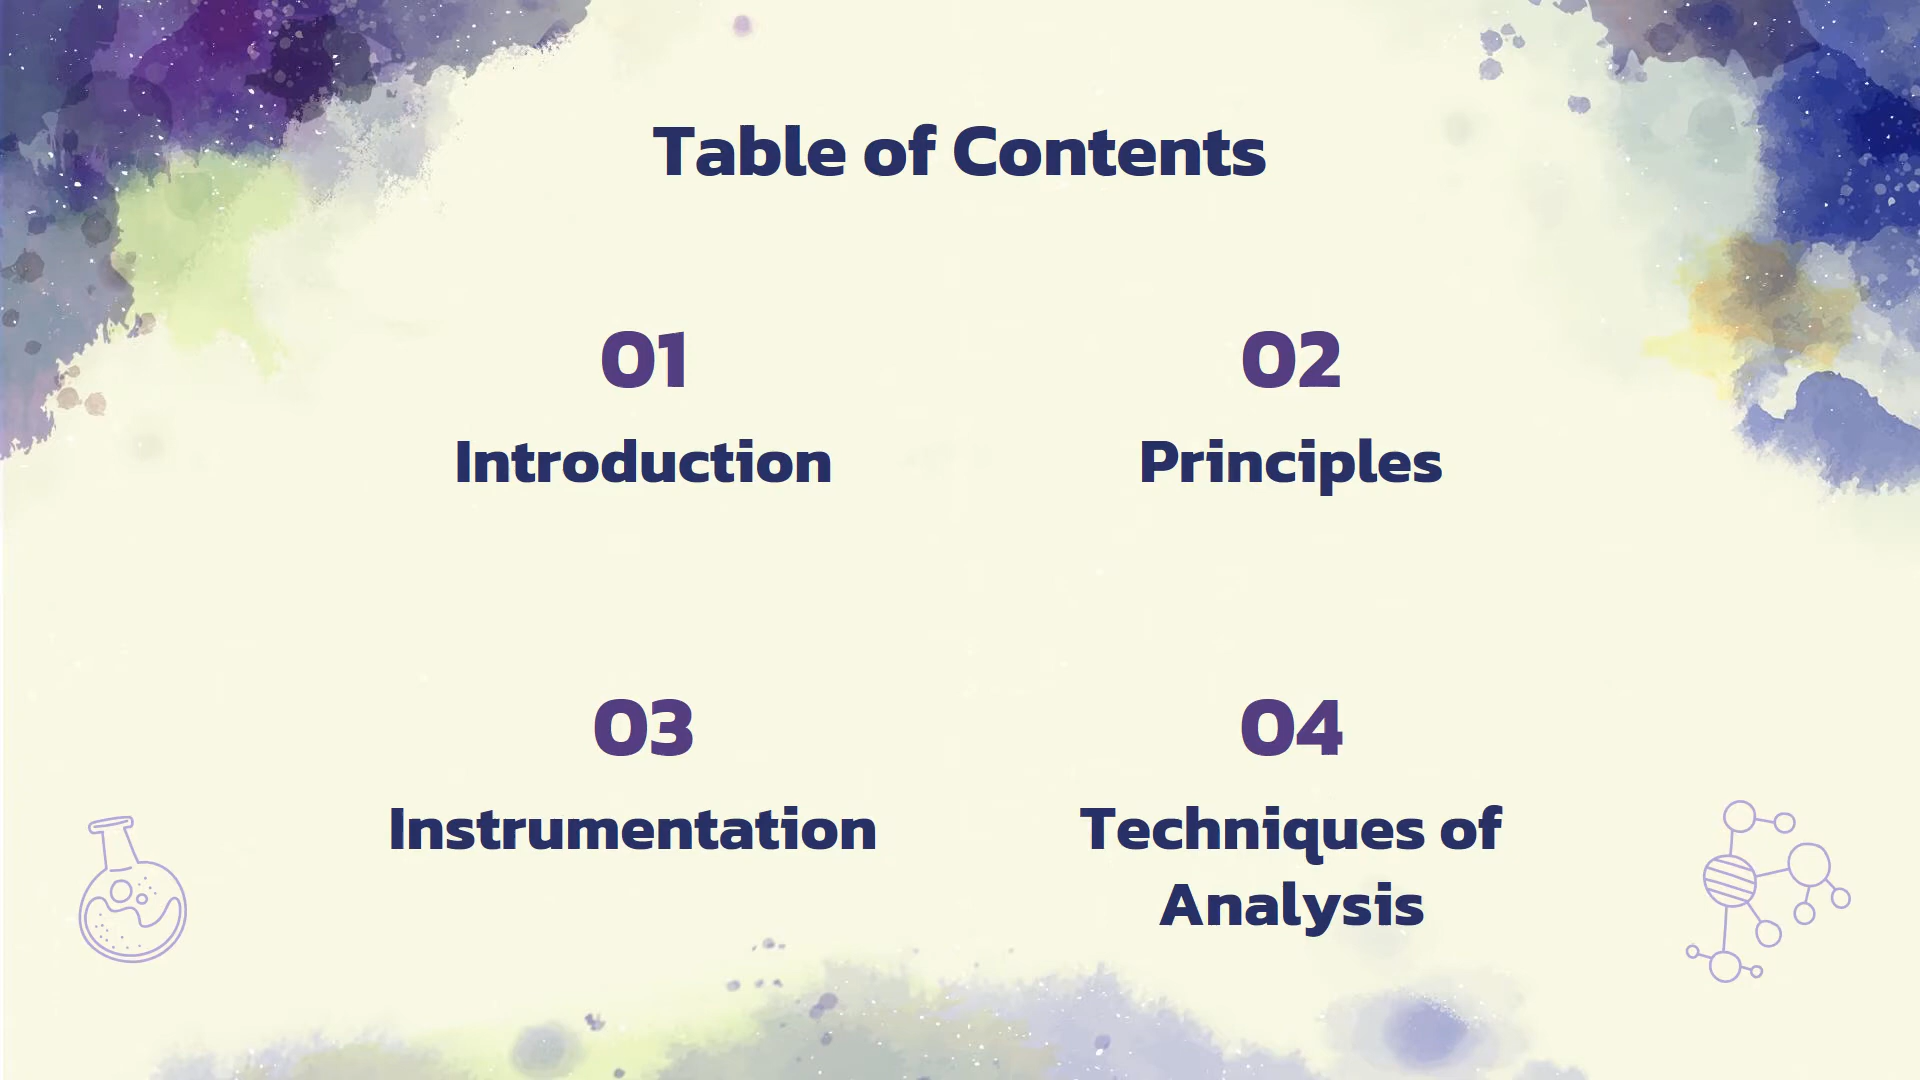 Table of Contents
01
Introduction
02
Principles
03
Instrumentation
04
Techniques of
Analysis